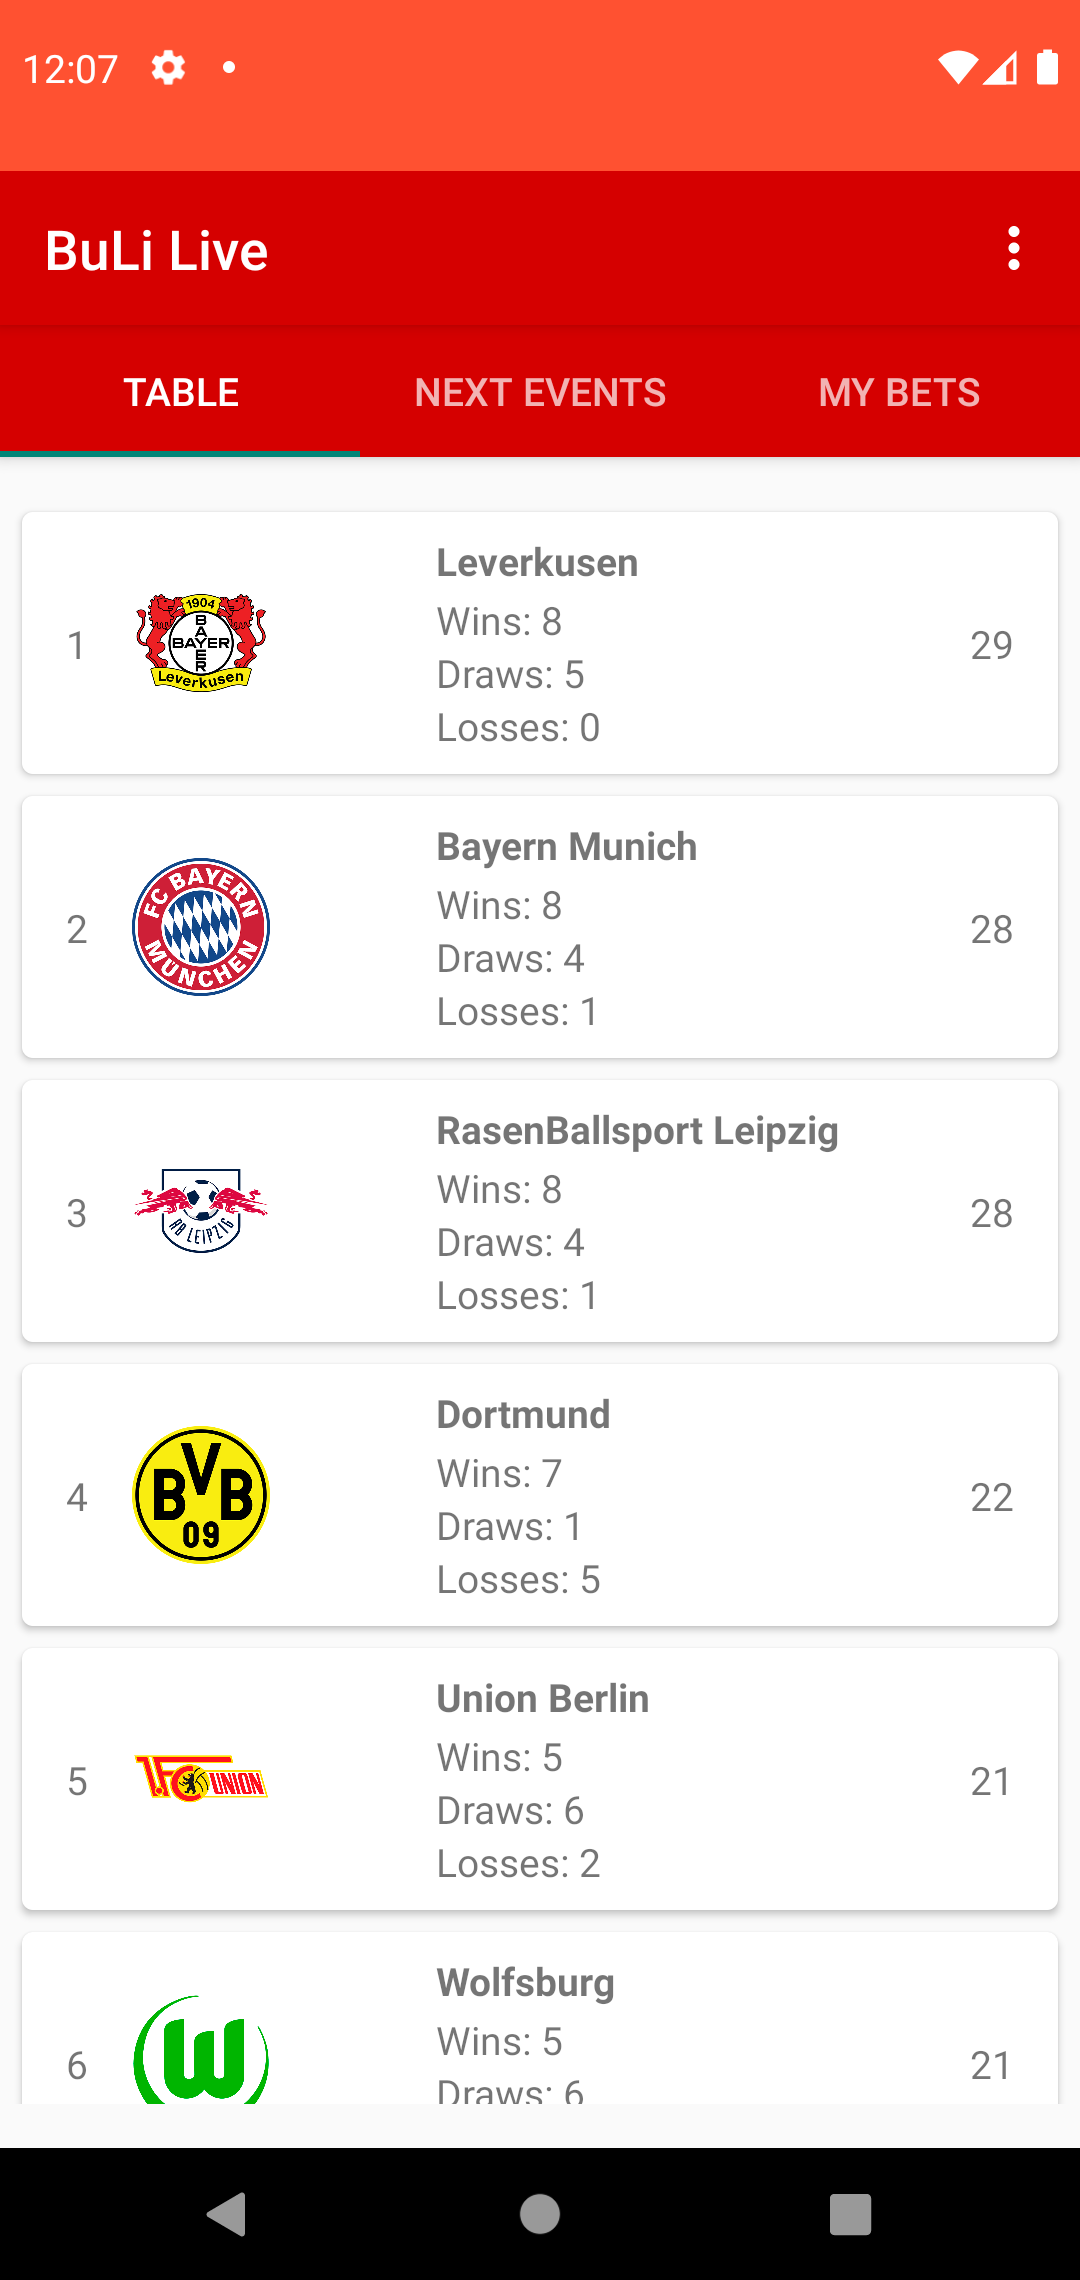 12:07
BuLi Live
TABLE NEXT EVENTS MY BETS
Leverkusen
Wins: 8
Draws: 5
Losses: 0
1
1904
BAYER
BAYER
Leverkusen
29
Bayern Munich
Wins: 8
Draws: 4
Losses: 1
2
FC BAYERN
MÜNCHEN
28
RasenBallsport Leipzig
Wins: 8
Draws: 4
Losses: 1
3
RB LEIPZIG
28
Dortmund
Wins: 7
Draws: 1
Losses: 5
4
BVB
09
22
Union Berlin
Wins: 5
Draws: 6
Losses: 2
5
1.FC UNION
21
Wolfsburg
Wins: 5
Draws: 6
6
W
21